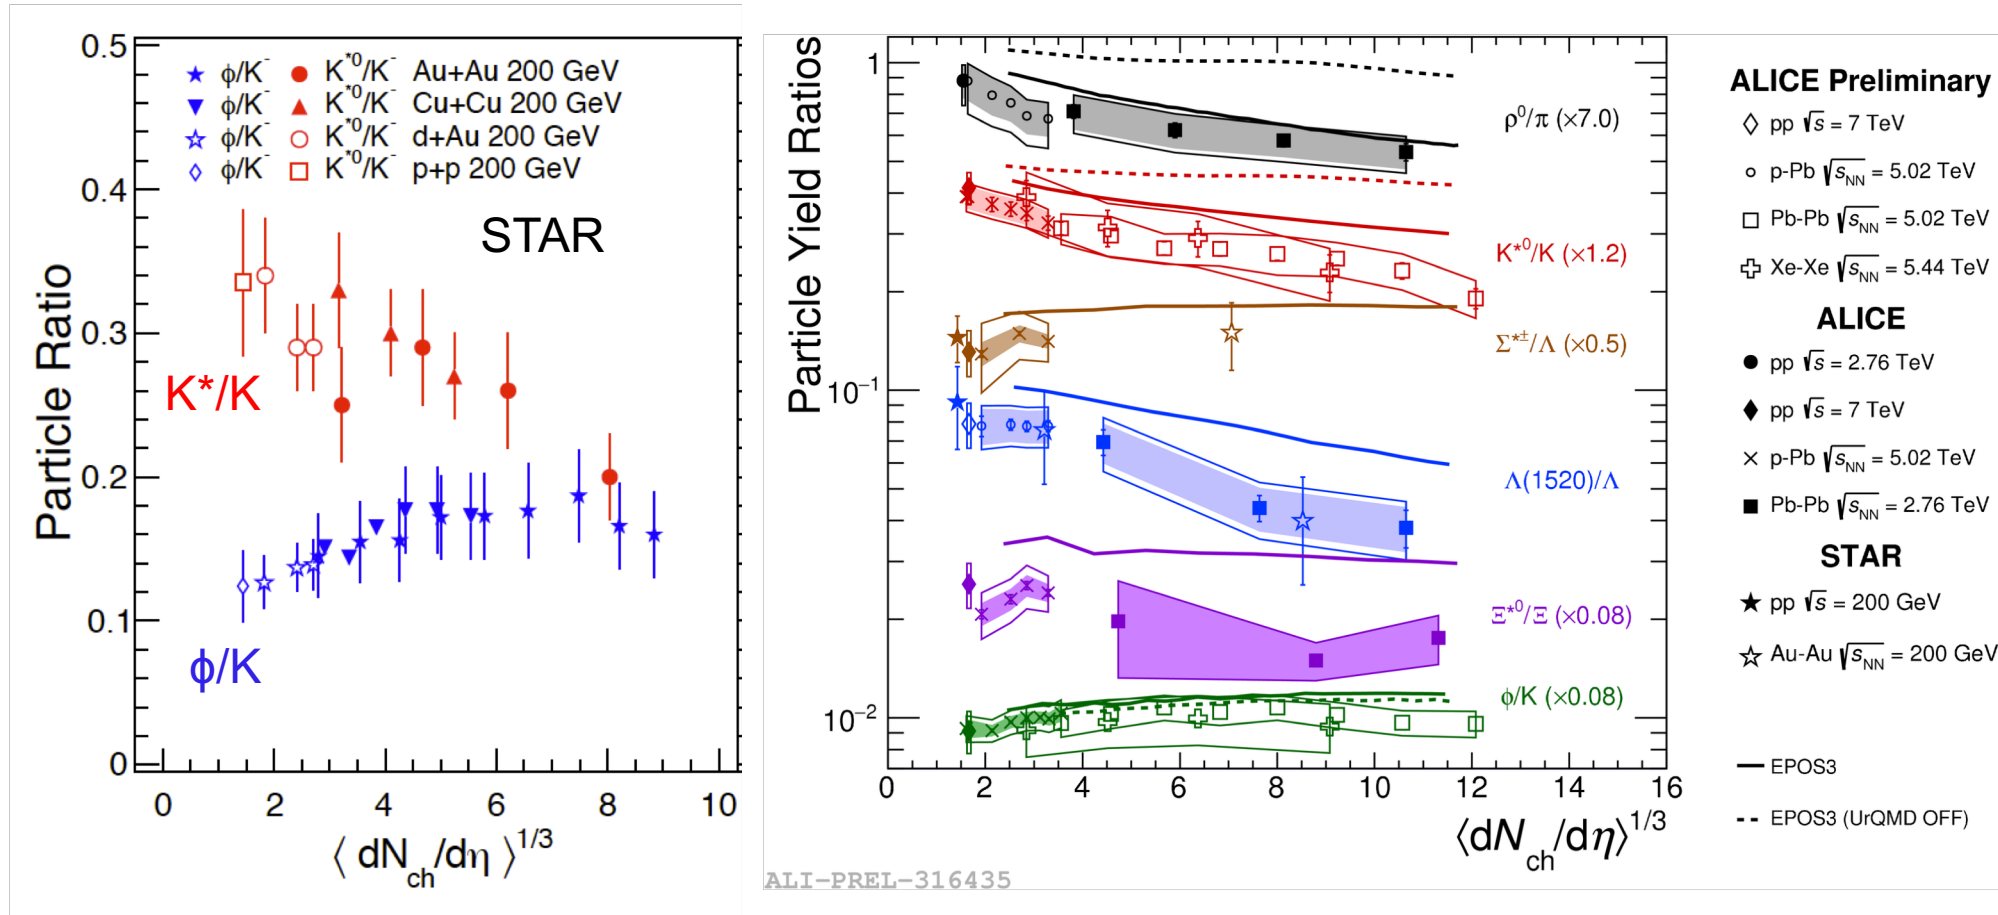 0.5
0.4
0.3
0.2
0.1
0
Particle Ratio
ϕ/K⁻ K*⁰/K⁻ Au+Au 200 GeV
ϕ/K⁻ K*⁰/K⁻ Cu+Cu 200 GeV
ϕ/K⁻ K*⁰/K⁻ d+Au 200 GeV
ϕ/K⁻ K*⁰/K⁻ p+p 200 GeV
STAR
K*/K
ϕ/K
0 2 4 6 8 10
⟨ dN_ch/dη ⟩^1/3
Particle Yield Ratios
1
10⁻¹
10⁻²
ρ⁰/π (×7.0)
K*⁰/K (×1.2)
Σ*±/Λ (×0.5)
Λ(1520)/Λ
Ξ*⁰/Ξ (×0.08)
ϕ/K (×0.08)
0 2 4 6 8 10 12 14 16
⟨dN_ch/dη⟩^1/3
ALI-PREL-316435
ALICE Preliminary
pp √s = 7 TeV
p-Pb √s_NN = 5.02 TeV
Pb-Pb √s_NN = 5.02 TeV
Xe-Xe √s_NN = 5.44 TeV
ALICE
pp √s = 2.76 TeV
pp √s = 7 TeV
p-Pb √s_NN = 5.02 TeV
Pb-Pb √s_NN = 2.76 TeV
STAR
pp √s = 200 GeV
Au-Au √s_NN = 200 GeV
EPOS3
EPOS3 (UrQMD OFF)